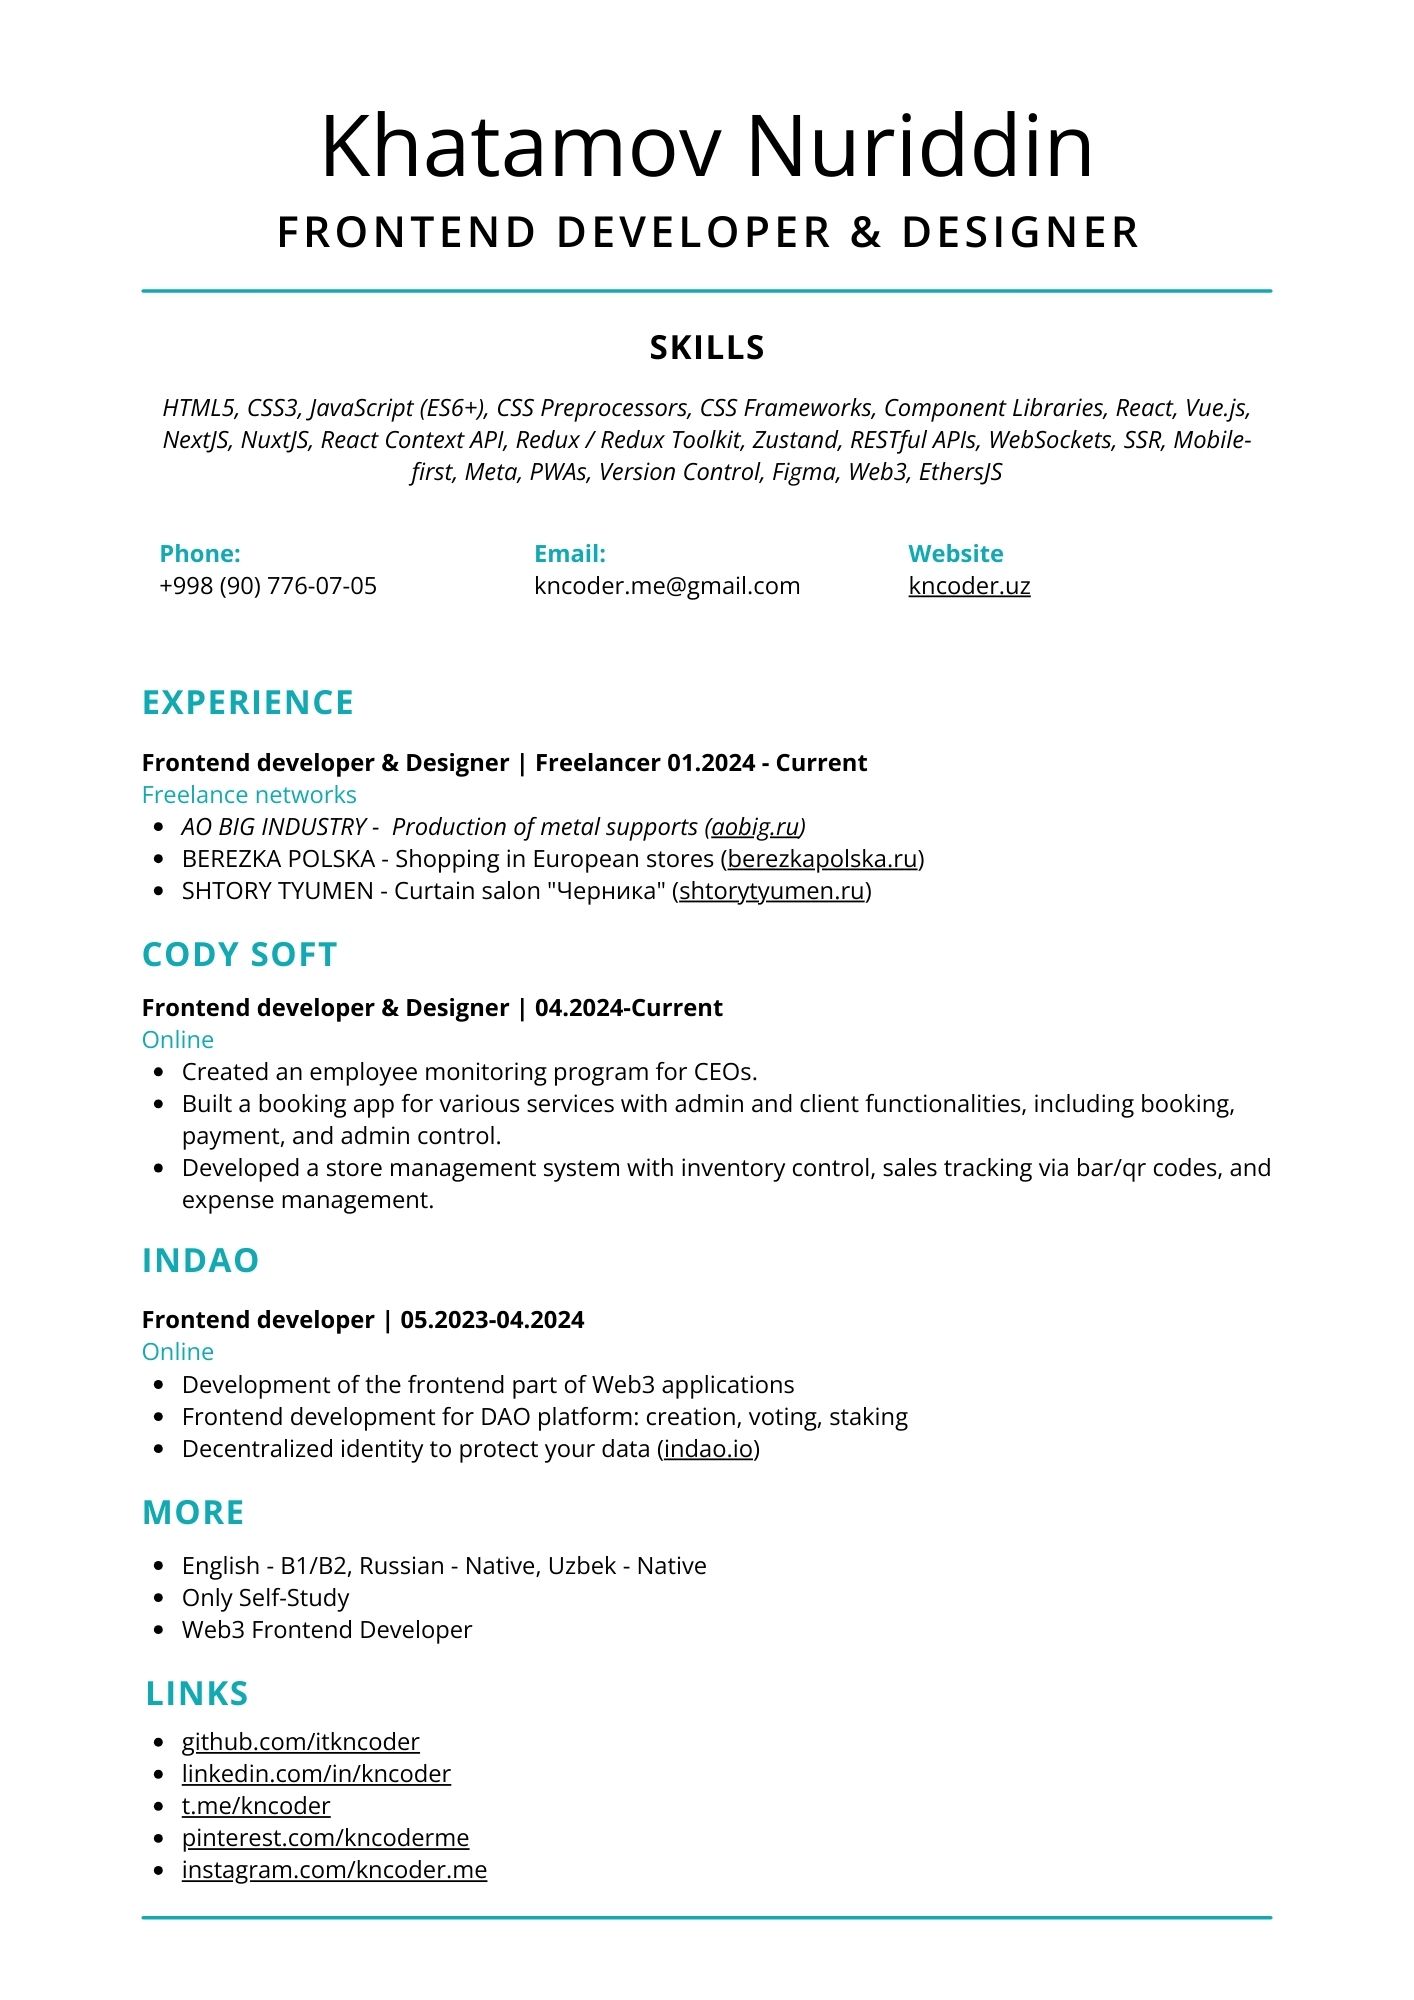 Khatamov Nuriddin
FRONTEND DEVELOPER & DESIGNER
SKILLS
HTML5, CSS3, JavaScript (ES6+), CSS Preprocessors, CSS Frameworks, Component Libraries, React, Vue.js,
NextJS, NuxtJS, React Context API, Redux / Redux Toolkit, Zustand, RESTful APIs, WebSockets, SSR, Mobile-
first, Meta, PWAs, Version Control, Figma, Web3, EthersJS
Phone:
+998 (90) 776-07-05
Email:
kncoder.me@gmail.com
Website
kncoder.uz
EXPERIENCE
Frontend developer & Designer | Freelancer 01.2024 - Current
Freelance networks
• AO BIG INDUSTRY -  Production of metal supports (aobig.ru)
• BEREZKA POLSKA - Shopping in European stores (berezkapolska.ru)
• SHTORY TYUMEN - Curtain salon "Черника" (shtorytyumen.ru)
CODY SOFT
Frontend developer & Designer | 04.2024-Current
Online
• Created an employee monitoring program for CEOs.
• Built a booking app for various services with admin and client functionalities, including booking,
payment, and admin control.
• Developed a store management system with inventory control, sales tracking via bar/qr codes, and
expense management.
INDAO
Frontend developer | 05.2023-04.2024
Online
• Development of the frontend part of Web3 applications
• Frontend development for DAO platform: creation, voting, staking
• Decentralized identity to protect your data (indao.io)
MORE
• English - B1/B2, Russian - Native, Uzbek - Native
• Only Self-Study
• Web3 Frontend Developer
LINKS
• github.com/itkncoder
• linkedin.com/in/kncoder
• t.me/kncoder
• pinterest.com/kncoderme
• instagram.com/kncoder.me